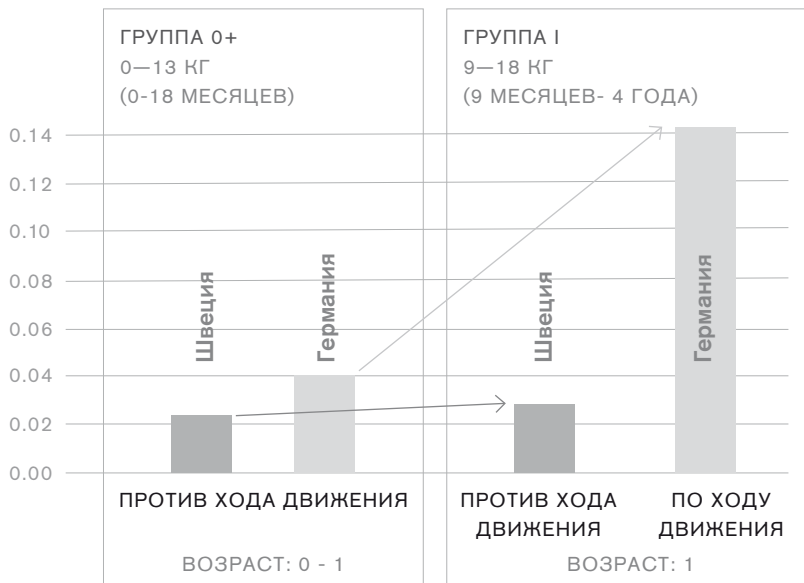 ГРУППА 0+
0—13 КГ
(0-18 МЕСЯЦЕВ)
ГРУППА I
9—18 КГ
(9 МЕСЯЦЕВ- 4 ГОДА)
0.14
0.12
0.10
0.08
0.06
0.04
0.02
0.00
Швеция
Германия
Швеция
Германия
ПРОТИВ ХОДА ДВИЖЕНИЯ
ПРОТИВ ХОДА
ДВИЖЕНИЯ
ПО ХОДУ
ДВИЖЕНИЯ
ВОЗРАСТ: 0 - 1
ВОЗРАСТ: 1